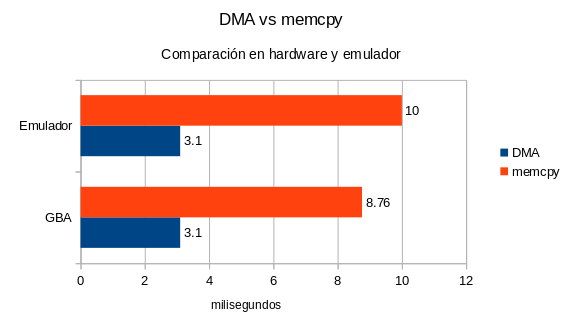 DMA vs memcpy
Comparación en hardware y emulador
Emulador
10
3.1
DMA
memcpy
GBA
8.76
3.1
0 2 4 6 8 10 12
milisegundos